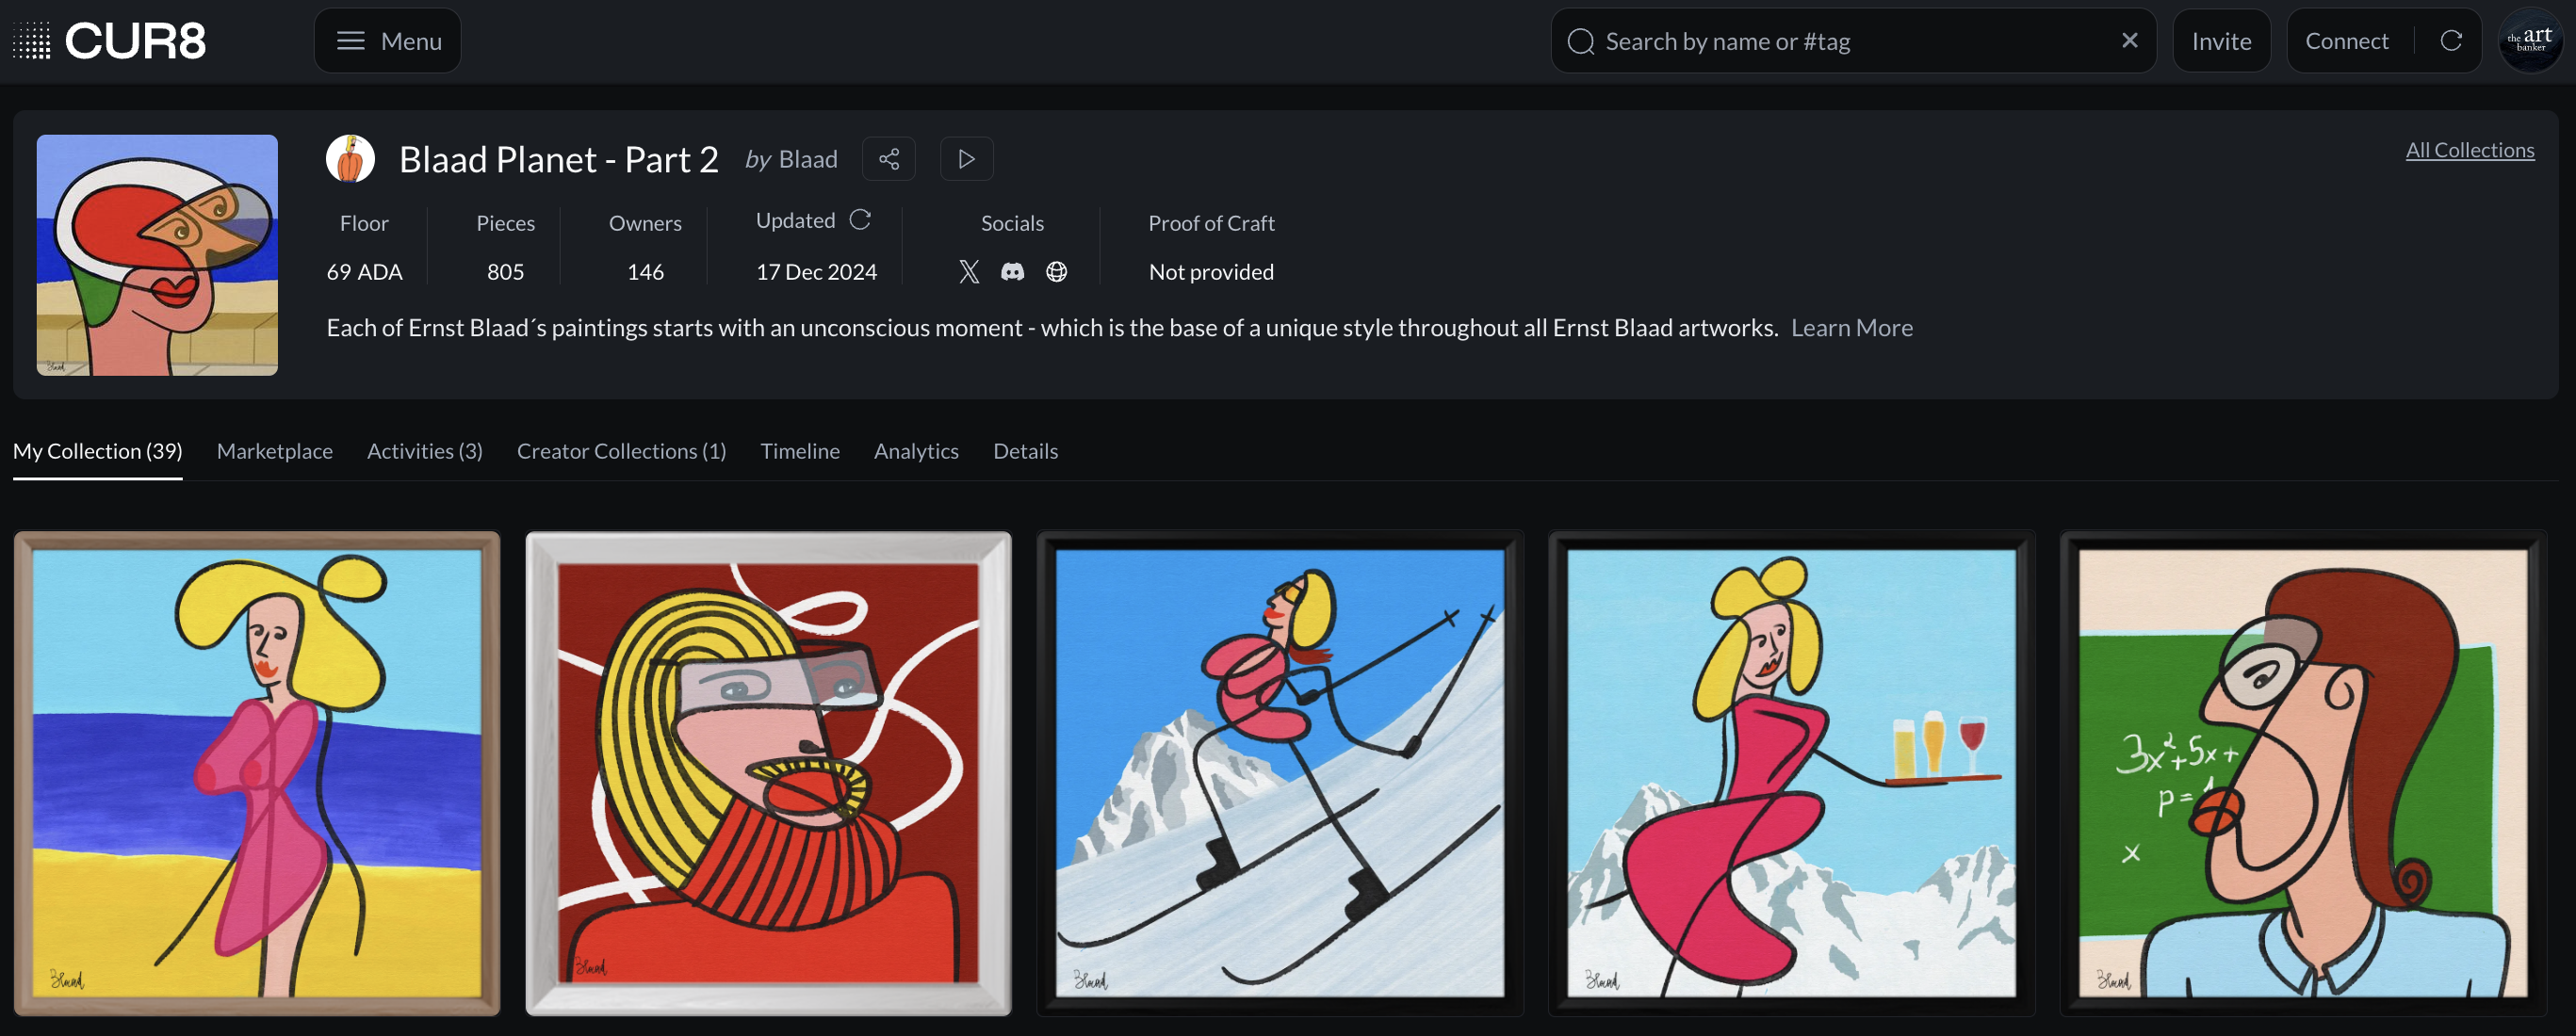 CUR8
Menu
Search by name or #tag
Invite
Connect
the art banker
Blaad Planet - Part 2 by Blaad
All Collections
Floor
Pieces
Owners
Updated
Socials
Proof of Craft
69 ADA
805
146
17 Dec 2024
Not provided
Each of Ernst Blaad´s paintings starts with an unconscious moment - which is the base of a unique style throughout all Ernst Blaad artworks. Learn More
Blaad
My Collection (39)
Marketplace
Activities (3)
Creator Collections (1)
Timeline
Analytics
Details
3x²+5x+
p=
x
Blaad
Blaad
Blaad
Blaad
Blaad